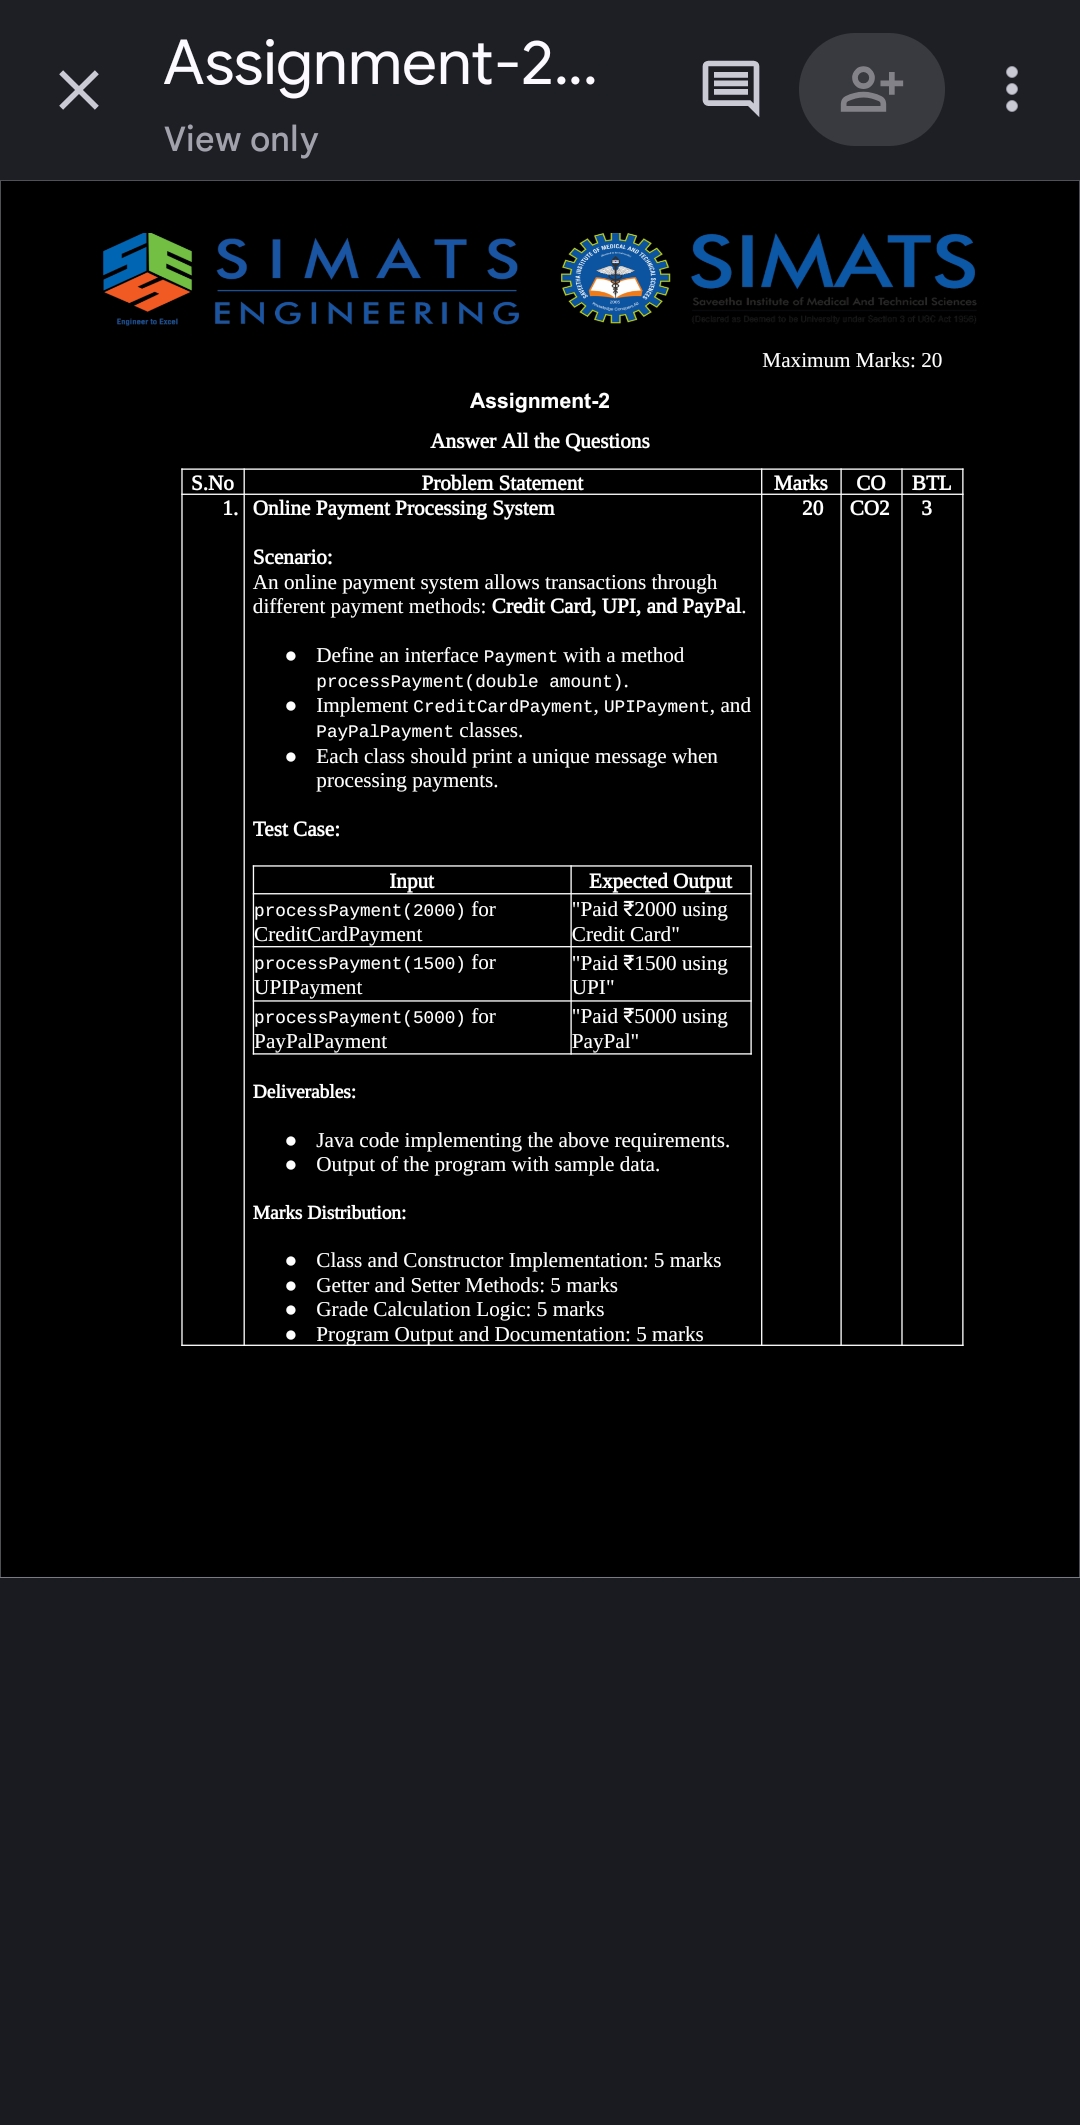 Assignment-2...
View only
SIMATS
ENGINEERING
Engineer to Excel
SIMATS
Saveetha Institute of Medical And Technical Sciences
(Declared as Deemed to be University under Section 3 of UGC Act 1956)
Maximum Marks: 20
Assignment-2
Answer All the Questions
S.No Problem Statement Marks CO BTL
1. Online Payment Processing System 20 CO2 3
Scenario:
An online payment system allows transactions through
different payment methods: Credit Card, UPI, and PayPal.
● Define an interface Payment with a method
processPayment(double amount).
● Implement CreditCardPayment, UPIPayment, and
PayPalPayment classes.
● Each class should print a unique message when
processing payments.
Test Case:
Input Expected Output
processPayment(2000) for "Paid ₹2000 using
CreditCardPayment Credit Card"
processPayment(1500) for "Paid ₹1500 using
UPIPayment UPI"
processPayment(5000) for "Paid ₹5000 using
PayPalPayment PayPal"
Deliverables:
● Java code implementing the above requirements.
● Output of the program with sample data.
Marks Distribution:
● Class and Constructor Implementation: 5 marks
● Getter and Setter Methods: 5 marks
● Grade Calculation Logic: 5 marks
● Program Output and Documentation: 5 marks